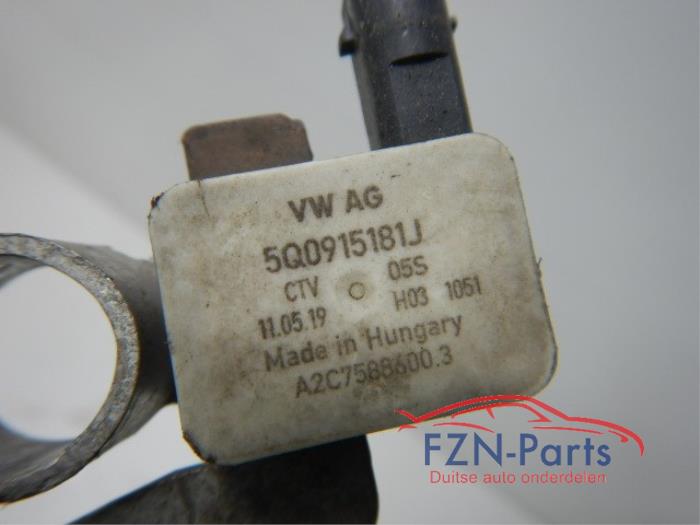 VW AG
5Q0915181J
CTV 05S
11.05.19 H03 1051
Made in Hungary
A2C7588600.3
FZN-Parts
Duitse auto onderdelen